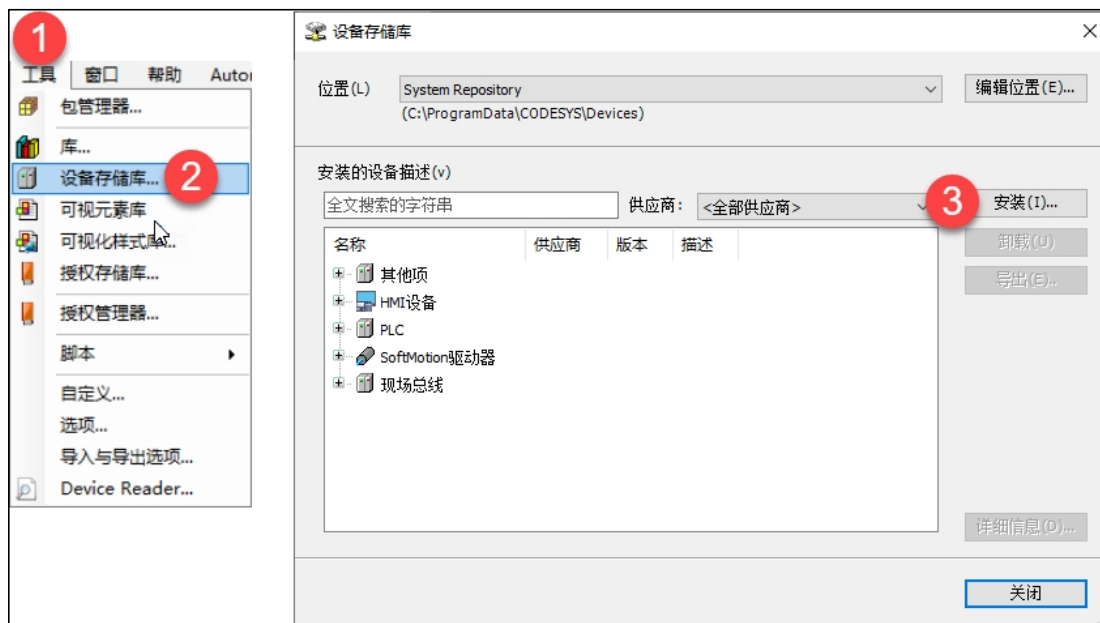 1
工具 窗口 帮助 Autor
包管理器...
库...
设备存储库... 2
可视元素库
可视化样式库...
授权存储库...
授权管理器...
脚本
自定义...
选项...
导入与导出选项...
Device Reader...
设备存储库
位置(L) System Repository 编辑位置(E)...
(C:\ProgramData\CODESYS\Devices)
安装的设备描述(v)
全文搜索的字符串 供应商: <全部供应商> 3 安装(I)...
名称 供应商 版本 描述 卸载(U)
其他项 导出(E)..
HMI设备
PLC
SoftMotion驱动器
现场总线
详细信息(D)...
关闭